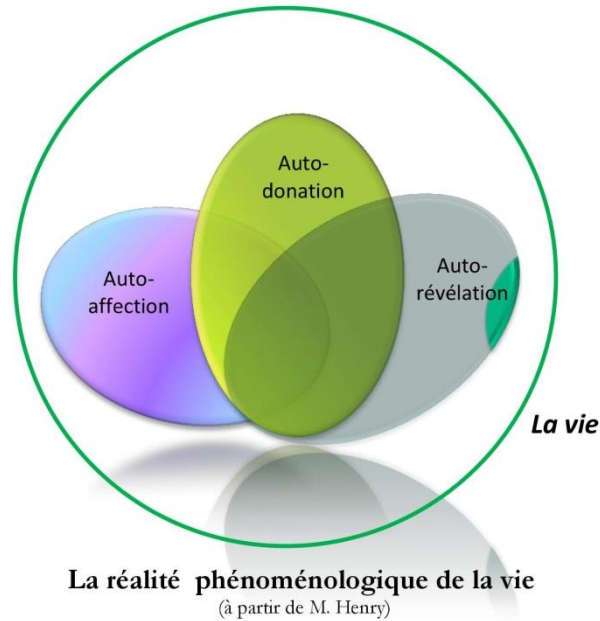 Auto-
donation
Auto-
affection
Auto-
révélation
La vie
La réalité phénoménologique de la vie
(à partir de M. Henry)